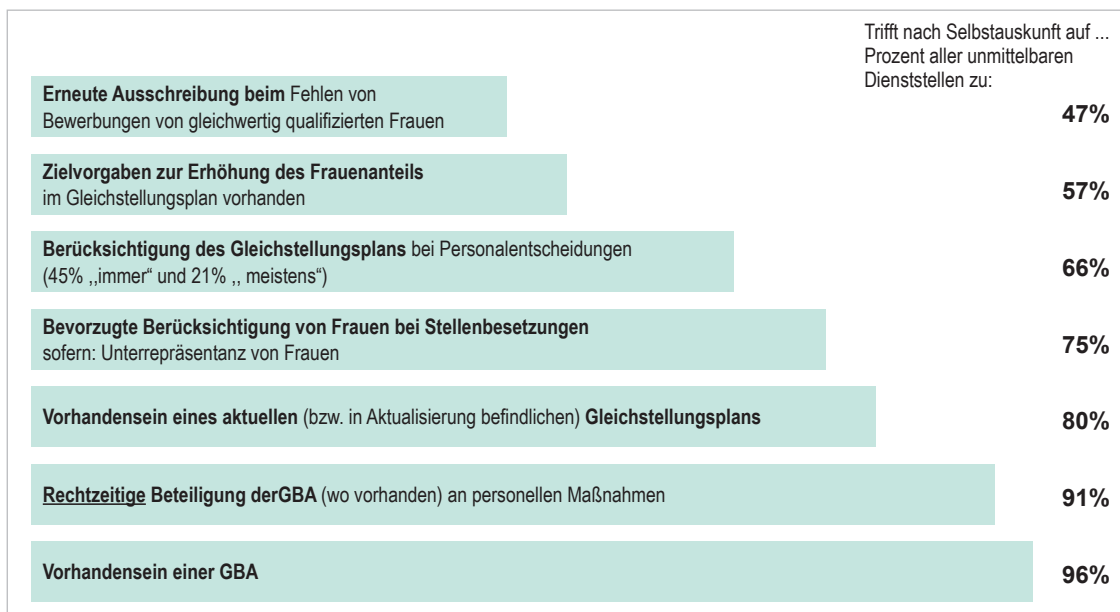 Trifft nach Selbstauskunft auf ...
Prozent aller unmittelbaren
Dienststellen zu:
Erneute Ausschreibung beim Fehlen von
Bewerbungen von gleichwertig qualifizierten Frauen
47%
Zielvorgaben zur Erhöhung des Frauenanteils
im Gleichstellungsplan vorhanden
57%
Berücksichtigung des Gleichstellungsplans bei Personalentscheidungen
(45% ,,immer“ und 21% ,, meistens“)
66%
Bevorzugte Berücksichtigung von Frauen bei Stellenbesetzungen
sofern: Unterrepräsentanz von Frauen
75%
Vorhandensein eines aktuellen (bzw. in Aktualisierung befindlichen) Gleichstellungsplans
80%
Rechtzeitige Beteiligung derGBA (wo vorhanden) an personellen Maßnahmen
91%
Vorhandensein einer GBA
96%